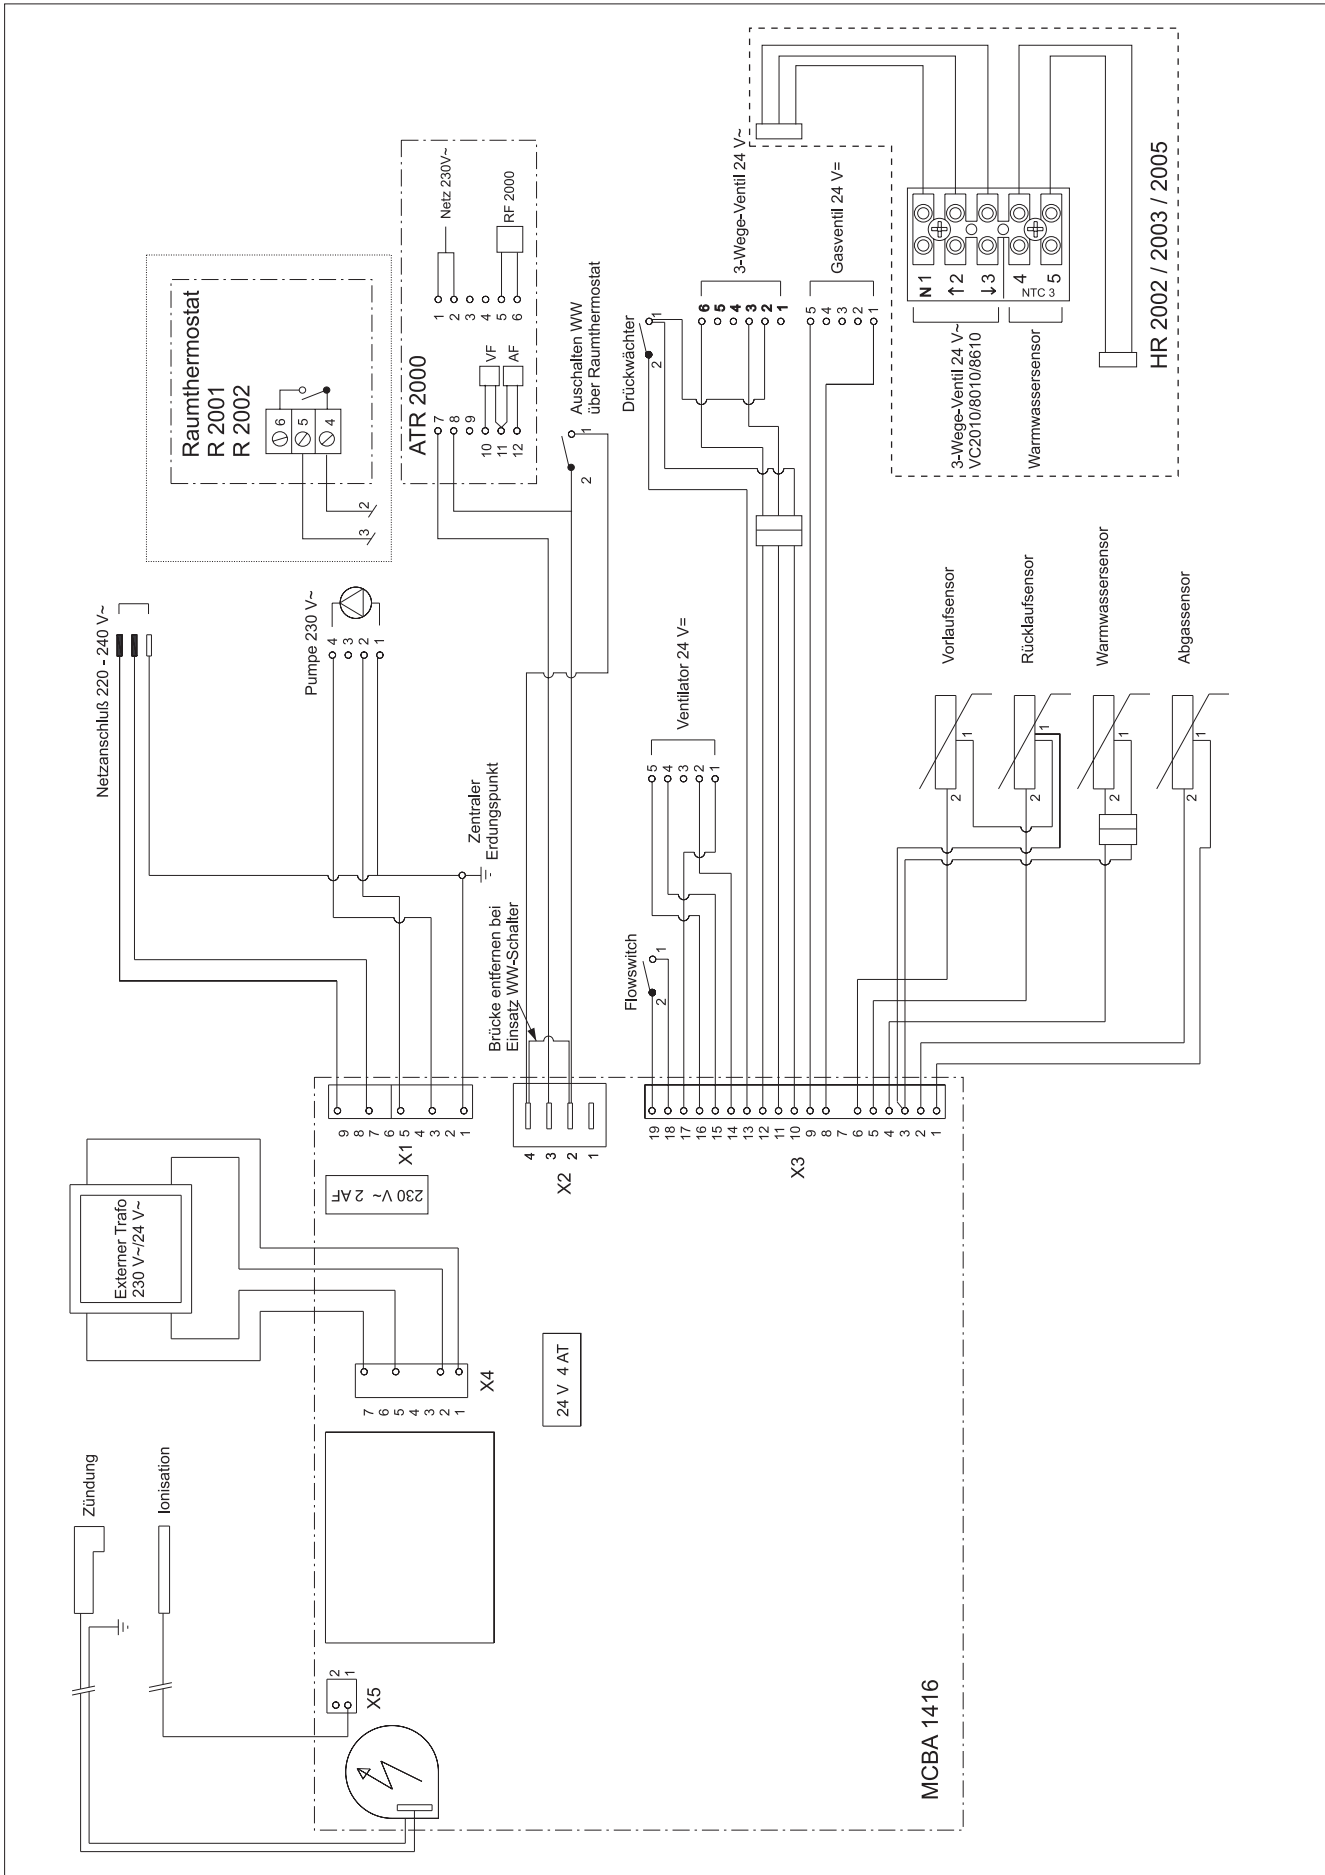 Netzanschluß 220 - 240 V~
Raumthermostat
R 2001
R 2002
6
5
4
3
2
Pumpe 230 V~
4
3
2
1
ATR 2000
Netz 230V~
RF 2000
1
2
3
4
5
6
7
8
9
10
11
12
VF
AF
Auschalten WW
über Raumthermostat
1
2
Zentraler
Erdungspunkt
Brücke entfernen bei
Einsatz WW-Schalter
Drückwächter
1
2
3-Wege-Ventil 24 V~
6
5
4
3
2
1
Gasventil 24 V=
5
4
3
2
1
Ventilator 24 V=
5
4
3
2
1
Flowswitch
1
2
N 1
↑2
↓3
4
5
NTC 3
3-Wege-Ventil 24 V~
VC2010/8010/8610
Warmwassersensor
HR 2002 / 2003 / 2005
Vorlaufsensor
1
2
Rücklaufsensor
1
2
Warmwassersensor
1
2
Abgassensor
1
2
Externer Trafo
230 V~/24 V~
9
8
7
6
5
4
3
2
1
X1
230 V~ 2 AF
4
3
2
1
X2
19
18
17
16
15
14
13
12
11
10
9
8
7
6
5
4
3
2
1
X3
7
6
5
4
3
2
1
X4
24 V 4 AT
Zündung
Ionisation
2
1
X5
MCBA 1416